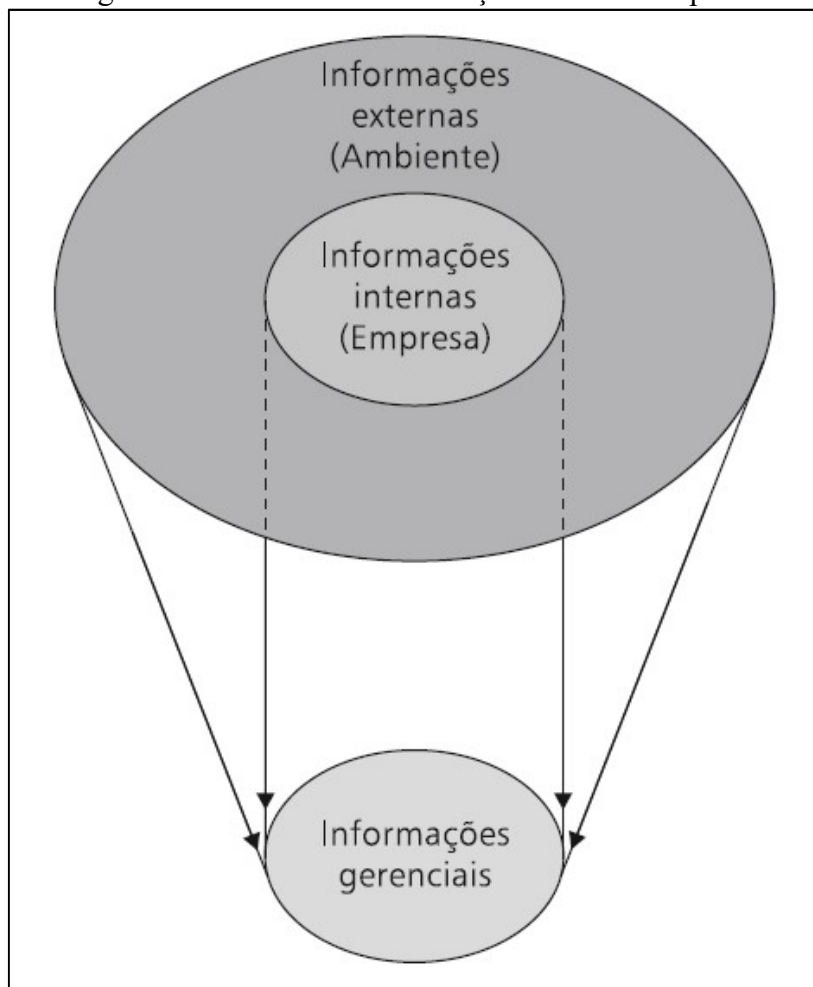 Informações
externas
(Ambiente)
Informações
internas
(Empresa)
Informações
gerenciais